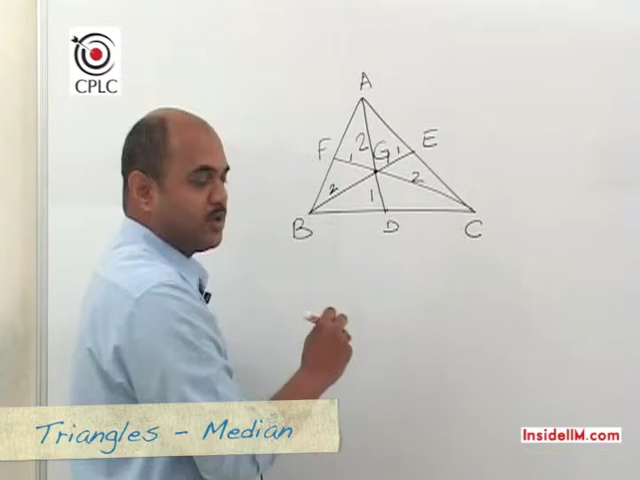 CPLC
A
F
E
2
G
1
1
2
2
1
B
D
C
Triangles - Median
InsideIIM.com